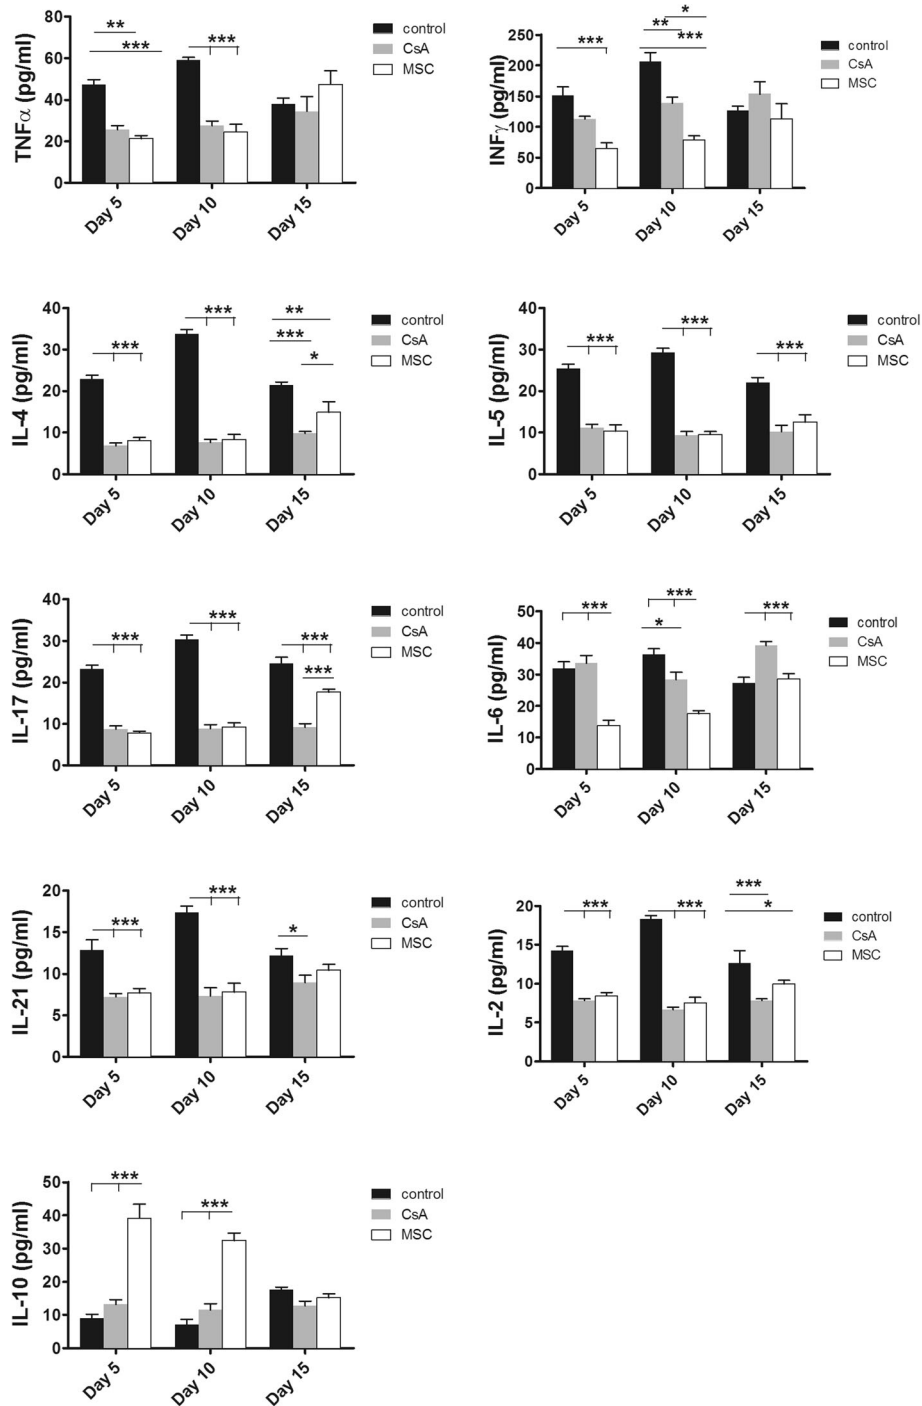 TNFα (pg/ml)
80
60
40
20
0
**
***
***
Day 5
Day 10
Day 15
control
CsA
MSC
INFγ (pg/ml)
250
200
150
100
50
0
***
*
**
***
Day 5
Day 10
Day 15
control
CsA
MSC
IL-4 (pg/ml)
40
30
20
10
0
***
***
**
***
*
Day 5
Day 10
Day 15
control
CsA
MSC
IL-5 (pg/ml)
40
30
20
10
0
***
***
***
Day 5
Day 10
Day 15
control
CsA
MSC
IL-17 (pg/ml)
40
30
20
10
0
***
***
***
***
Day 5
Day 10
Day 15
control
CsA
MSC
IL-6 (pg/ml)
50
40
30
20
10
0
***
***
*
***
Day 5
Day 10
Day 15
control
CsA
MSC
IL-21 (pg/ml)
20
15
10
5
0
***
***
*
Day 5
Day 10
Day 15
control
CsA
MSC
IL-2 (pg/ml)
20
15
10
5
0
***
***
***
*
Day 5
Day 10
Day 15
control
CsA
MSC
IL-10 (pg/ml)
50
40
30
20
10
0
***
***
Day 5
Day 10
Day 15
control
CsA
MSC